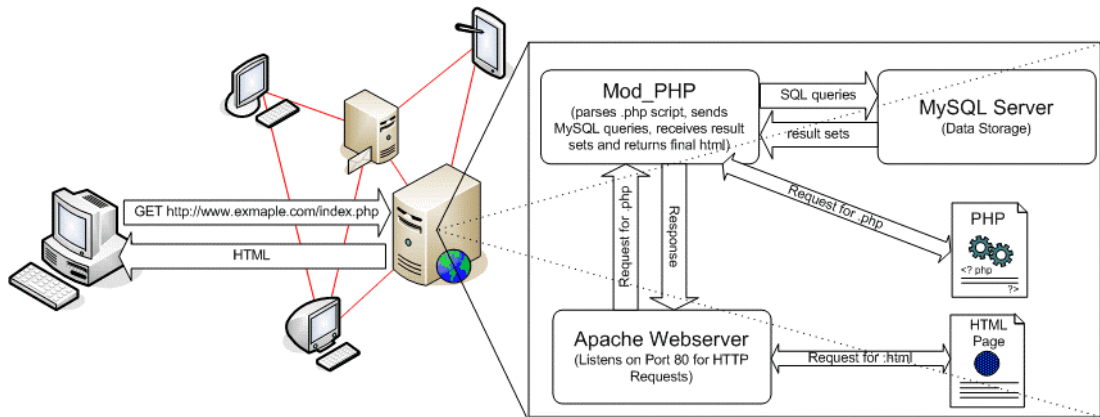 GET http://www.exmaple.com/index.php
HTML
Mod_PHP
(parses .php script, sends
MySQL queries, receives result
sets and returns final html)
SQL queries
result sets
MySQL Server
(Data Storage)
Request for .php
Response
Request for .php
PHP
<? php
?>
Apache Webserver
(Listens on Port 80 for HTTP
Requests)
Request for .html
HTML
Page